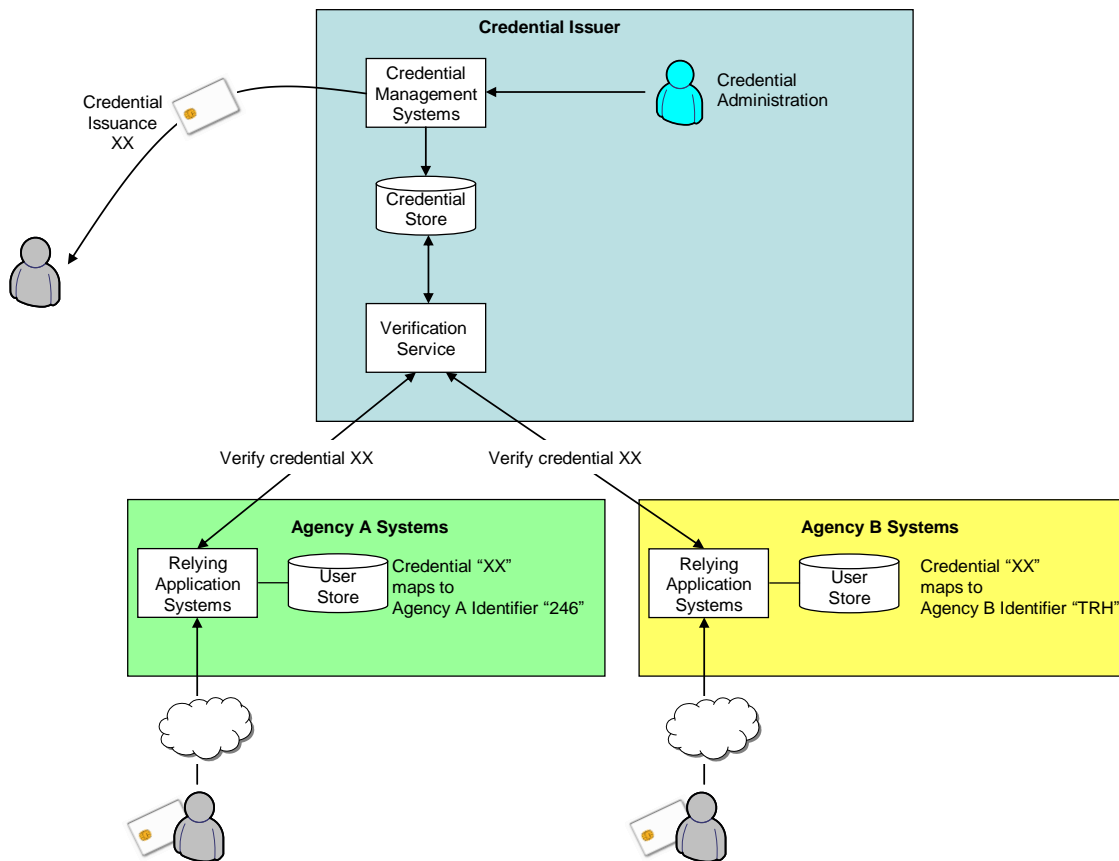 Credential Issuer
Credential
Management
Systems
Credential
Administration
Credential
Issuance
XX
Credential
Store
Verification
Service
Verify credential XX
Verify credential XX
Agency A Systems
Relying
Application
Systems
User
Store
Credential “XX”
maps to
Agency A Identifier “246”
Agency B Systems
Relying
Application
Systems
User
Store
Credential “XX”
maps to
Agency B Identifier “TRH”